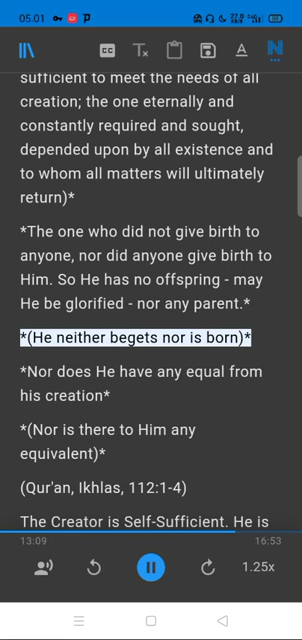 05.01
77.0
KB/s
28
sufficient to meet the needs of all
creation; the one eternally and
constantly required and sought,
depended upon by all existence and
to whom all matters will ultimately
return)*
*The one who did not give birth to
anyone, nor did anyone give birth to
Him. So He has no offspring - may
He be glorified - nor any parent.*
*(He neither begets nor is born)*
*Nor does He have any equal from
his creation*
*(Nor is there to Him any
equivalent)*
(Qur'an, Ikhlas, 112:1-4)
The Creator is Self-Sufficient. He is
13:09
16:53
1.25x